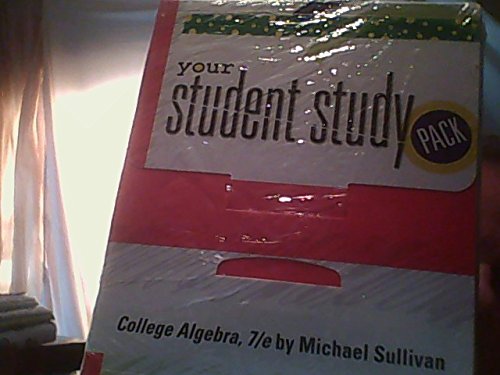 your
student study
PACK
College Algebra, 7/e by Michael Sullivan